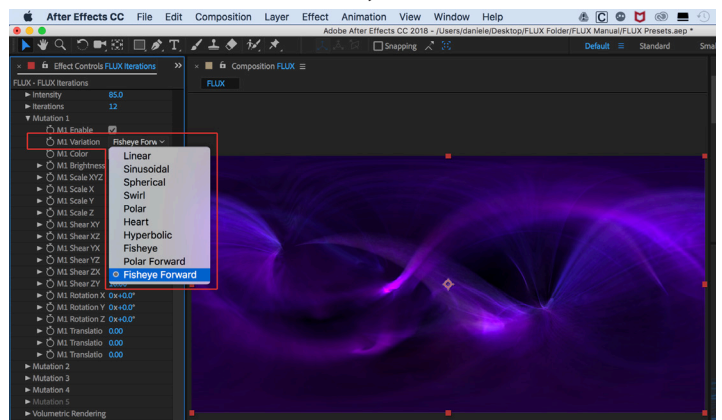 After Effects CC File Edit Composition Layer Effect Animation View Window Help
Adobe After Effects CC 2018 - /Users/daniele/Desktop/FLUX Folder/FLUX Manual/FLUX Presets.aep *
Snapping Default Standard Smal
Effect Controls FLUX Iterations Composition FLUX
FLUX • FLUX Iterations FLUX
Intensity 85.0
Iterations 12
Mutation 1
M1 Enable
M1 Variation Fisheye Forw
M1 Color
M1 Brightness
M1 Scale XYZ
M1 Scale X
M1 Scale Y
M1 Scale Z
M1 Shear XY
M1 Shear XZ
M1 Shear YX
M1 Shear YZ
M1 Shear ZX
M1 Shear ZY
Linear
Sinusoidal
Spherical
Swirl
Polar
Heart
Hyperbolic
Fisheye
Polar Forward
Fisheye Forward
M1 Rotation X 0x+0.0°
M1 Rotation Y 0x+0.0°
M1 Rotation Z 0x+0.0°
M1 Translatio 0.00
M1 Translatio 0.00
M1 Translatio 0.00
Mutation 2
Mutation 3
Mutation 4
Mutation 5
Volumetric Rendering